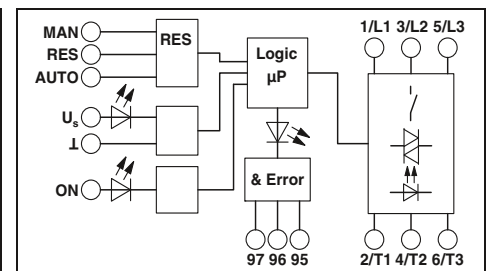 MAN
RES
AUTO
RES
U_s
⊥
ON
Logic
µP
& Error
97 96 95
1/L1 3/L2 5/L3
2/T1 4/T2 6/T3